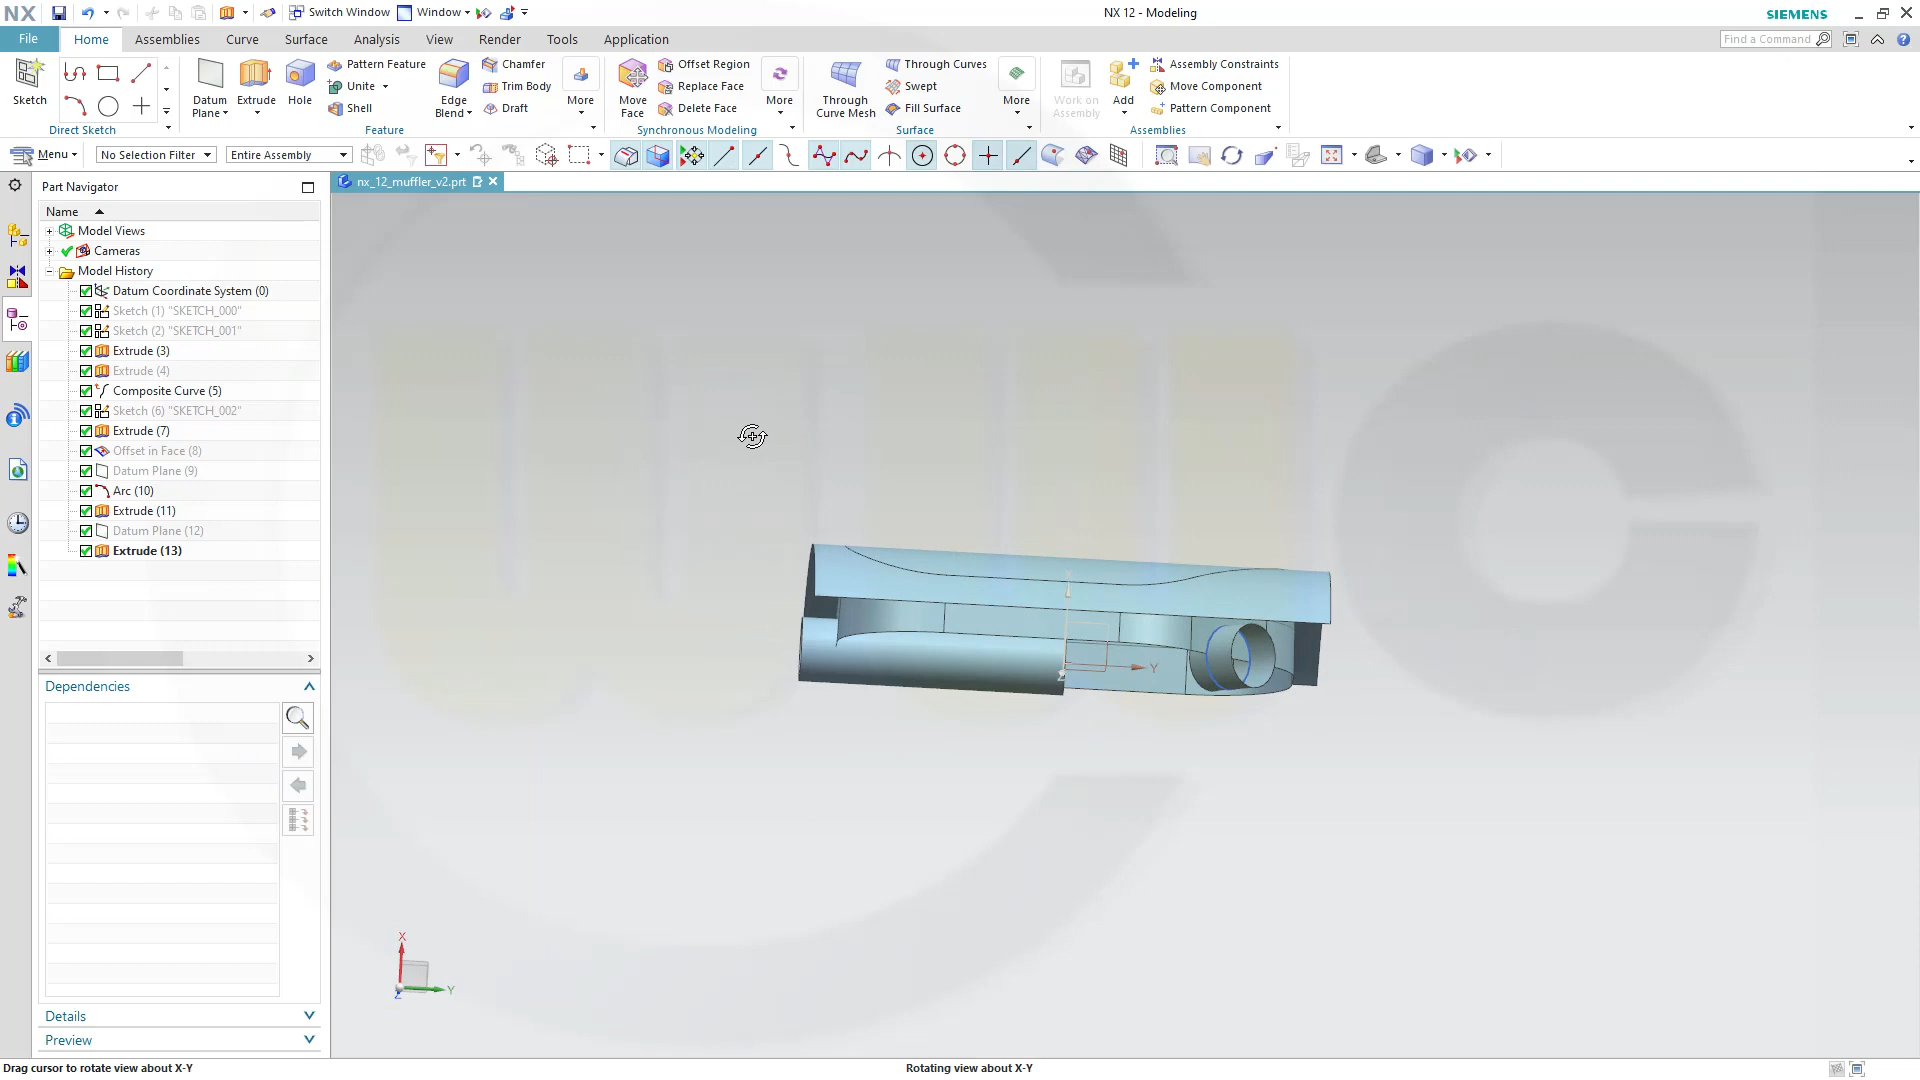 NX
Switch Window
Window
NX 12 - Modeling
SIEMENS
File
Home
Assemblies
Curve
Surface
Analysis
View
Render
Tools
Application
Find a Command
Sketch
Direct Sketch
Datum
Plane
Extrude
Hole
Pattern Feature
Unite
Shell
Edge
Blend
Chamfer
Trim Body
Draft
More
Feature
Move
Face
Offset Region
Replace Face
Delete Face
More
Synchronous Modeling
Through
Curve Mesh
Through Curves
Swept
Fill Surface
More
Surface
Work on
Assembly
Add
Assembly Constraints
Move Component
Pattern Component
Assemblies
Menu
No Selection Filter
Entire Assembly
Part Navigator
nx_12_muffler_v2.prt
Name
Model Views
Cameras
Model History
Datum Coordinate System (0)
Sketch (1) "SKETCH_000"
Sketch (2) "SKETCH_001"
Extrude (3)
Extrude (4)
Composite Curve (5)
Sketch (6) "SKETCH_002"
Extrude (7)
Offset in Face (8)
Datum Plane (9)
Arc (10)
Extrude (11)
Datum Plane (12)
Extrude (13)
Dependencies
Details
Preview
Y
X
Y
Z
Drag cursor to rotate view about X-Y
Rotating view about X-Y